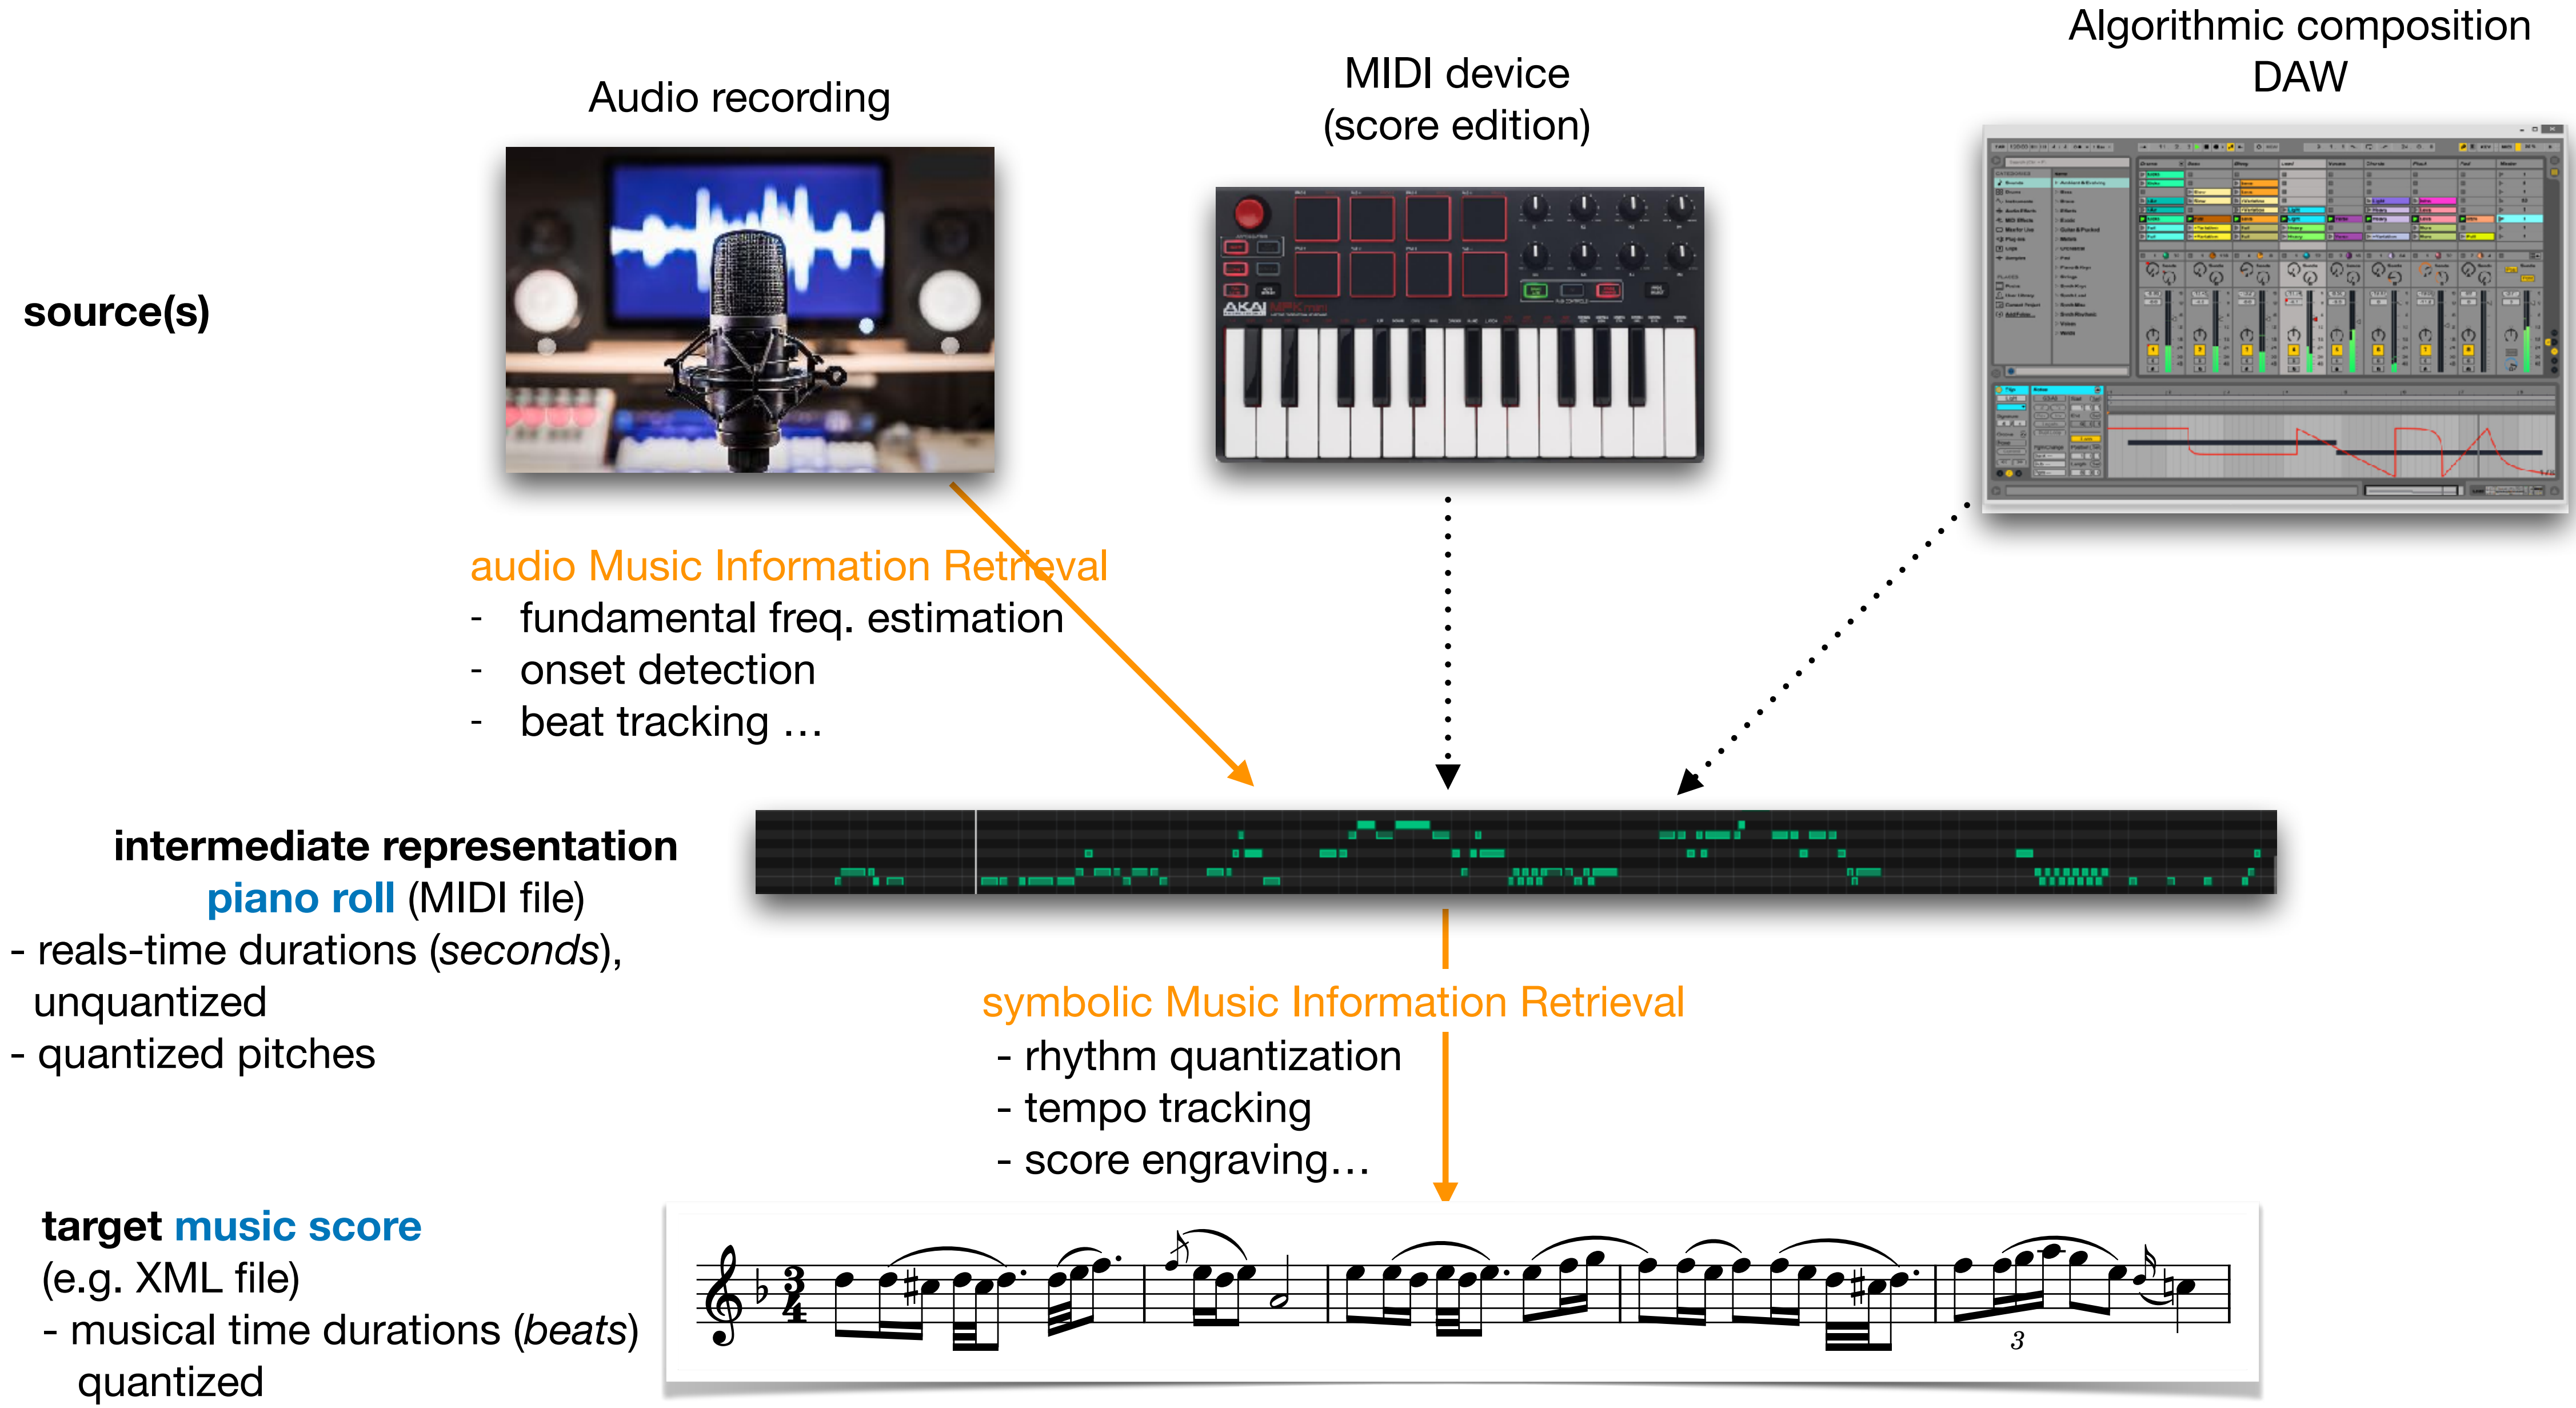 Algorithmic composition
DAW
MIDI device
(score edition)
Audio recording
source(s)
AKAI
audio Music Information Retrieval
- fundamental freq. estimation
- onset detection
- beat tracking …
intermediate representation
piano roll (MIDI file)
- reals-time durations (seconds),
unquantized
- quantized pitches
symbolic Music Information Retrieval
- rhythm quantization
- tempo tracking
- score engraving…
target music score
(e.g. XML file)
- musical time durations (beats)
quantized
3
4
3